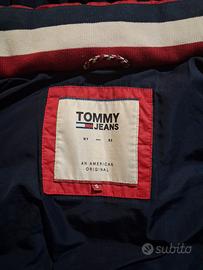 TOMMY
JEANS
NY 85
AN AMERICAN
ORIGINAL
S
subito